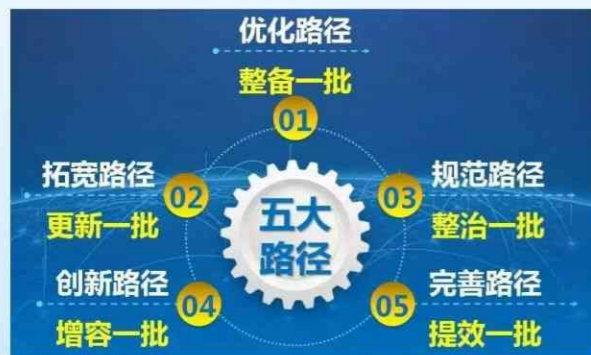 优化路径
整备一批
01
拓宽路径
02
更新一批
03
规范路径
整治一批
五大
路径
创新路径
04
增容一批
05
完善路径
提效一批